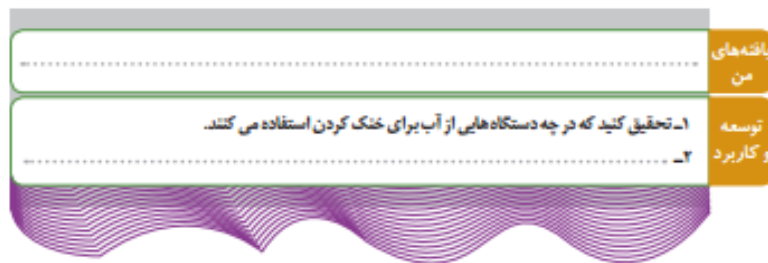 یافته‌های
من
........................................................................
توسعه
و کاربرد
۱ـ تحقیق کنید که در چه دستگاه‌هایی از آب برای خنک کردن استفاده می کنند.
۲ـ ........................................................................